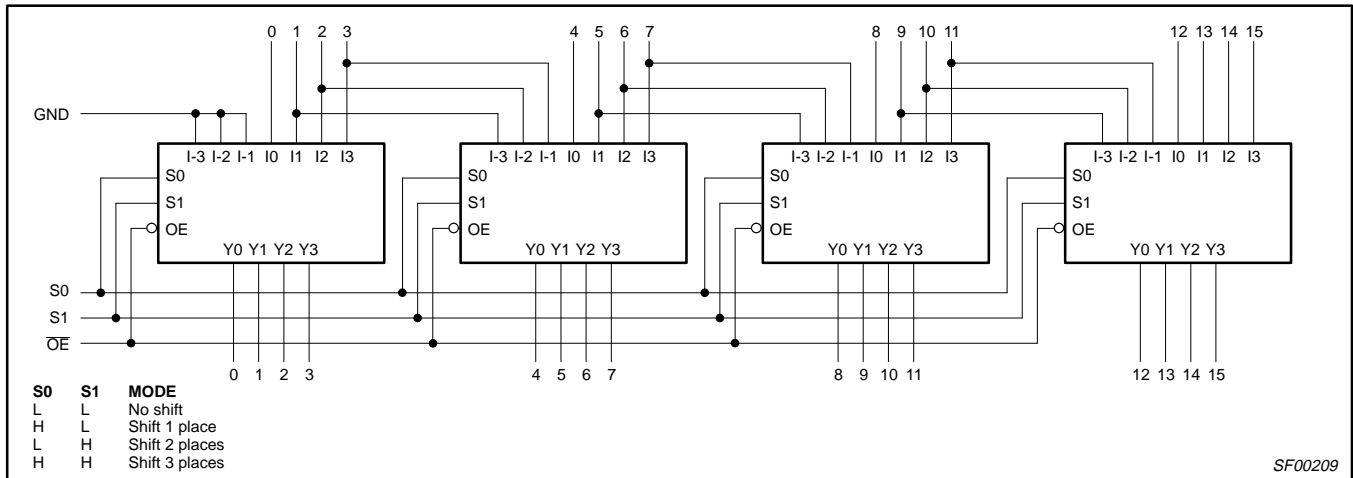 0 1 2 3 4 5 6 7 8 9 10 11 12 13 14 15
GND
I-3 I-2 I-1 I0 I1 I2 I3 I-3 I-2 I-1 I0 I1 I2 I3 I-3 I-2 I-1 I0 I1 I2 I3 I-3 I-2 I-1 I0 I1 I2 I3
S0 S0 S0 S0
S1 S1 S1 S1
OE OE OE OE
Y0 Y1 Y2 Y3 Y0 Y1 Y2 Y3 Y0 Y1 Y2 Y3 Y0 Y1 Y2 Y3
S0
S1
O̅E̅
0 1 2 3 4 5 6 7 8 9 10 11 12 13 14 15
S0 S1 MODE
L L No shift
H L Shift 1 place
L H Shift 2 places
H H Shift 3 places
SF00209